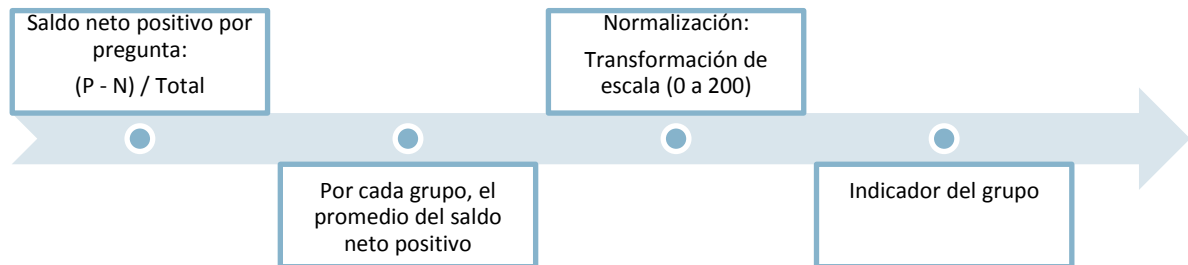 Saldo neto positivo por
pregunta:
(P - N) / Total
Por cada grupo, el
promedio del saldo
neto positivo
Normalización:
Transformación de
escala (0 a 200)
Indicador del grupo